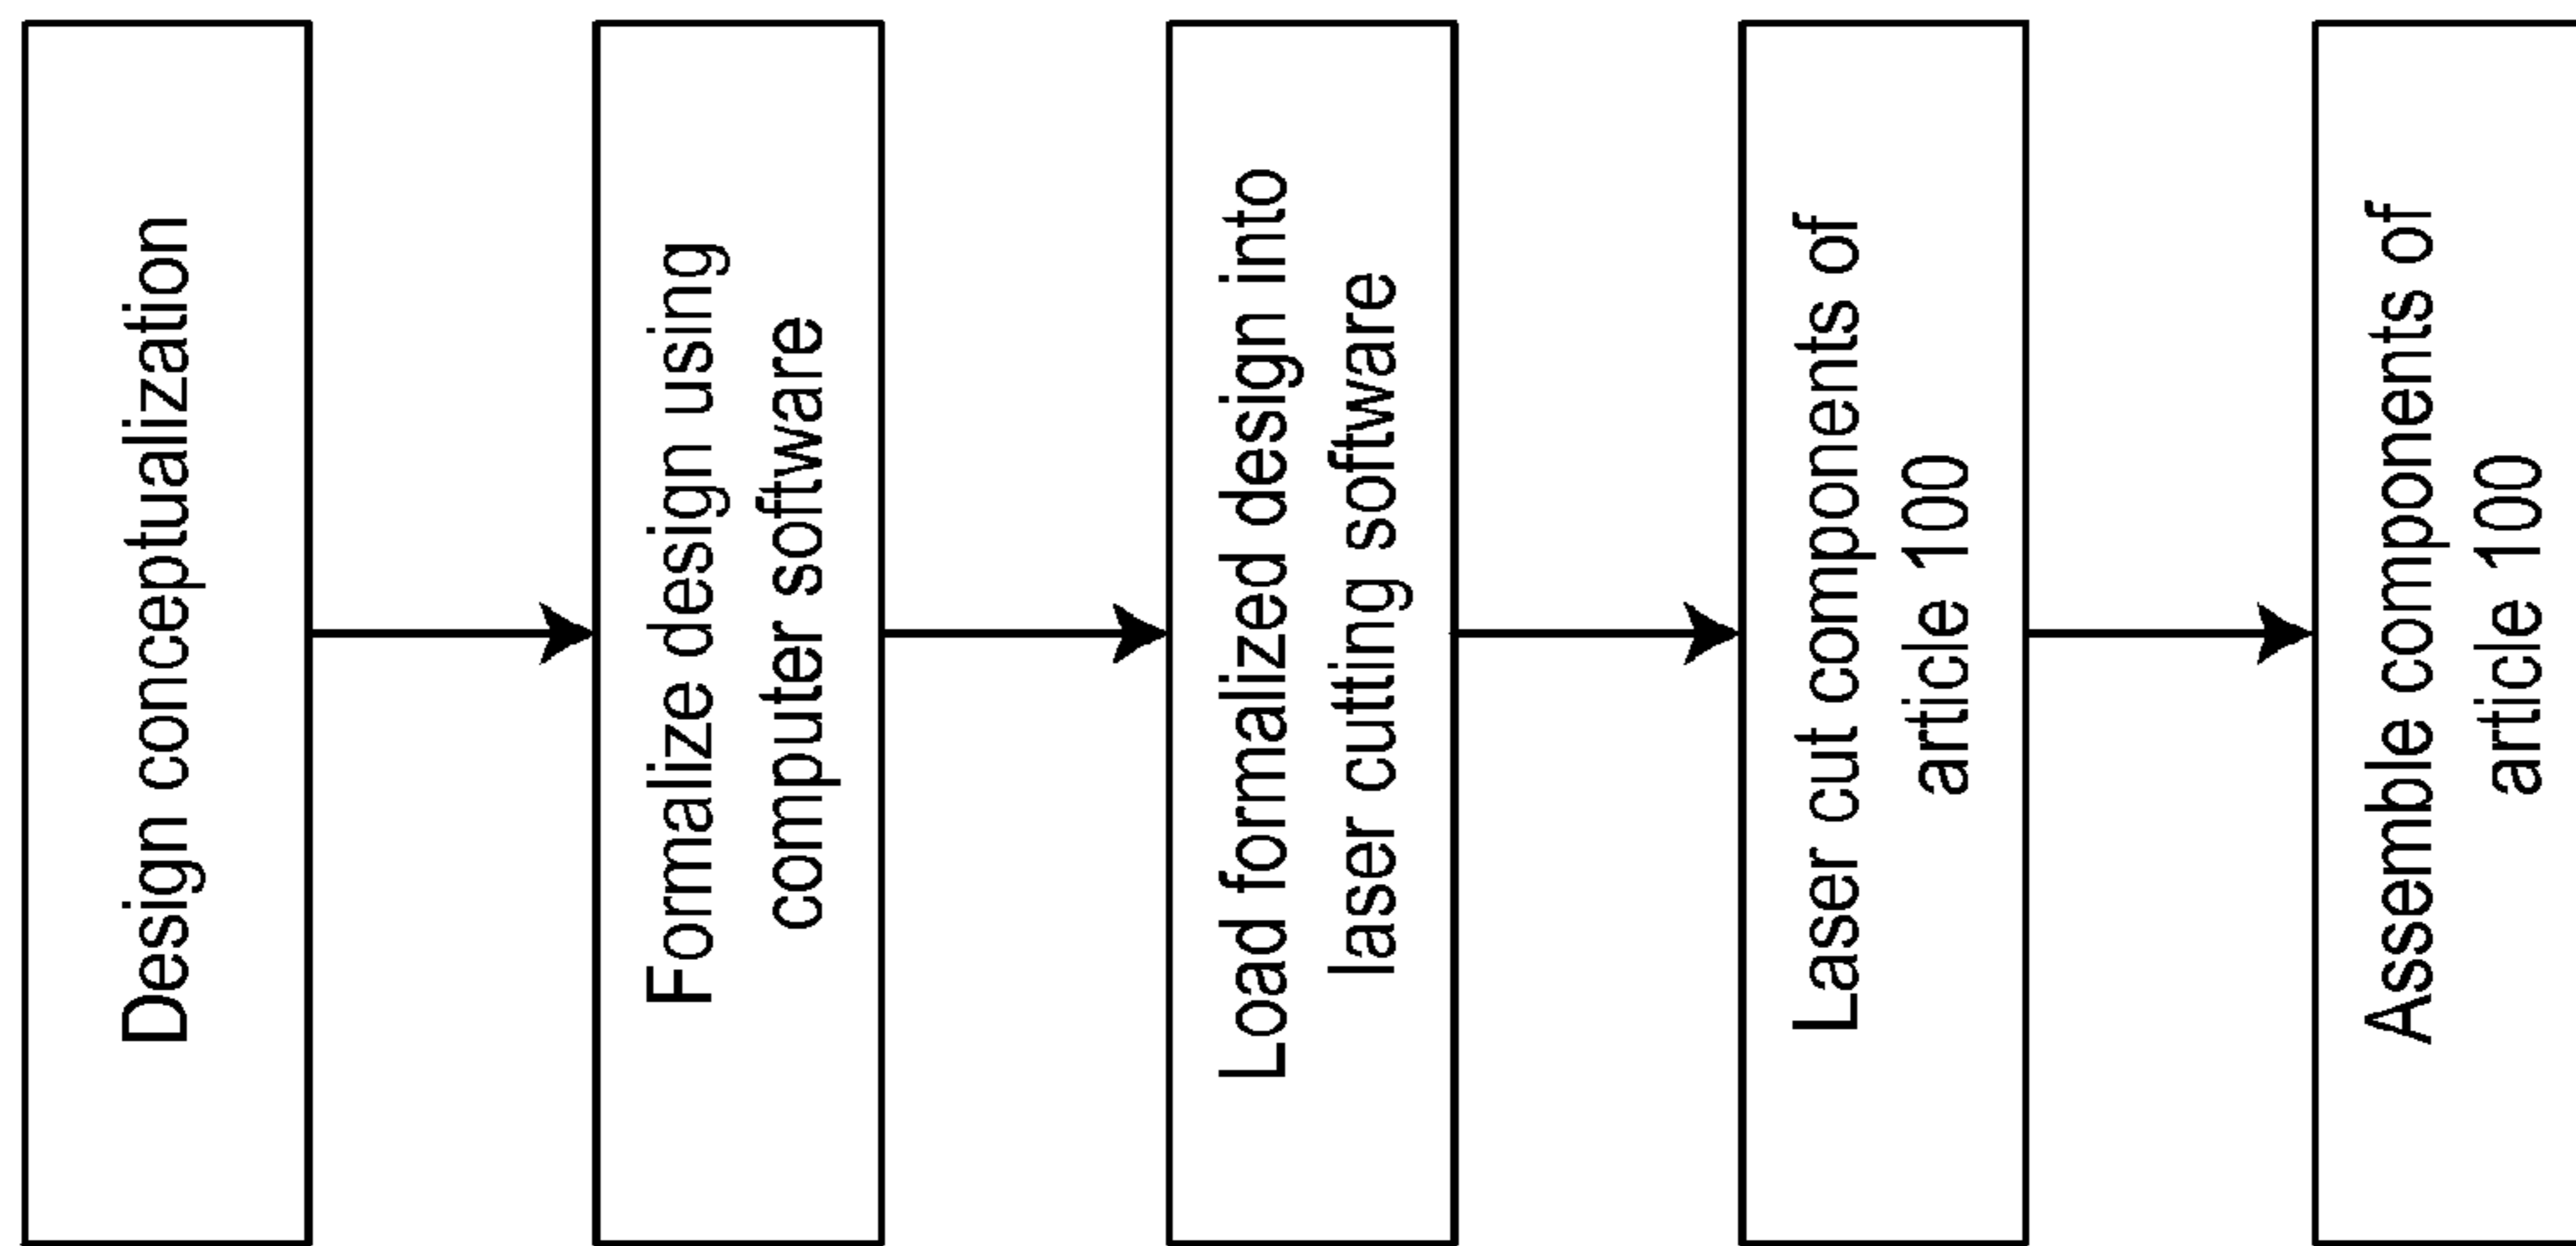 Design conceptualization
Formalize design using
computer software
Load formalized design into
laser cutting software
Laser cut components of
article 100
Assemble components of
article 100